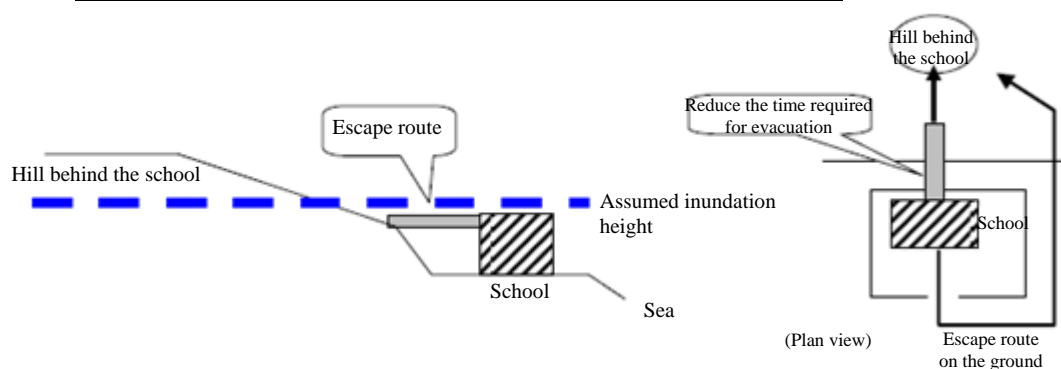 Escape route
Hill behind the school
Assumed inundation
height
School
Sea
Hill behind
the school
Reduce the time required
for evacuation
School
(Plan view)
Escape route
on the ground